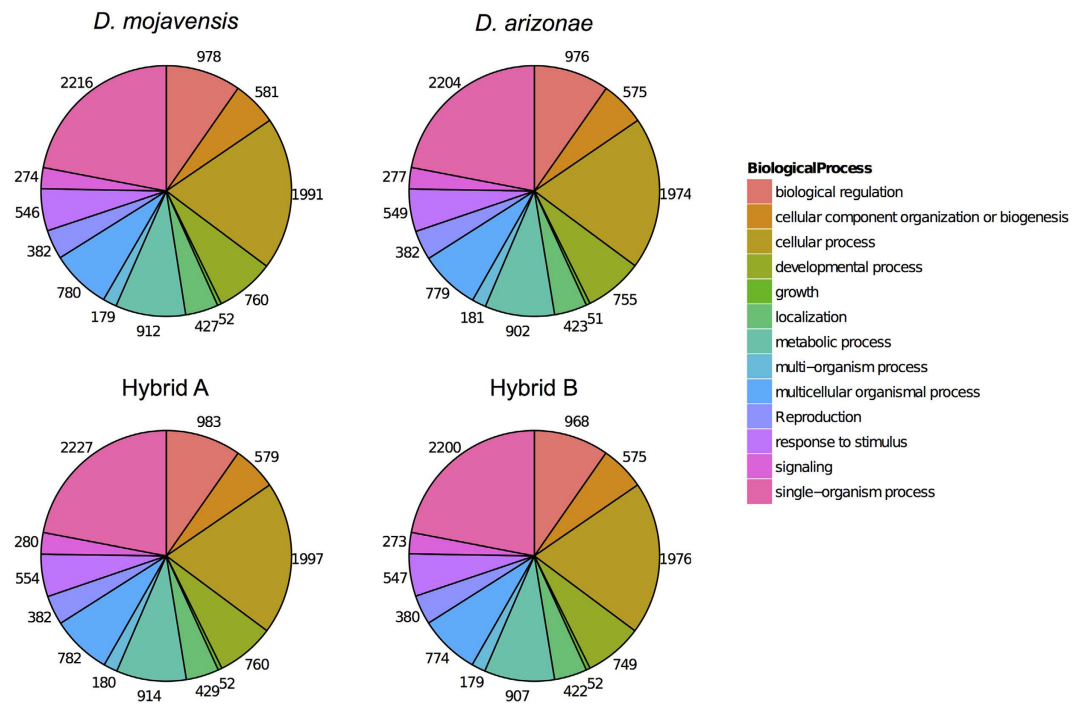 D. mojavensis
D. arizonae
978
581
1991
760
52
427
912
179
780
382
546
274
2216
976
575
1974
755
51
423
902
181
779
382
549
277
2204
Hybrid A
Hybrid B
983
579
1997
760
52
429
914
180
782
382
554
280
2227
968
575
1976
749
52
422
907
179
774
380
547
273
2200
BiologicalProcess
biological regulation
cellular component organization or biogenesis
cellular process
developmental process
growth
localization
metabolic process
multi−organism process
multicellular organismal process
Reproduction
response to stimulus
signaling
single−organism process